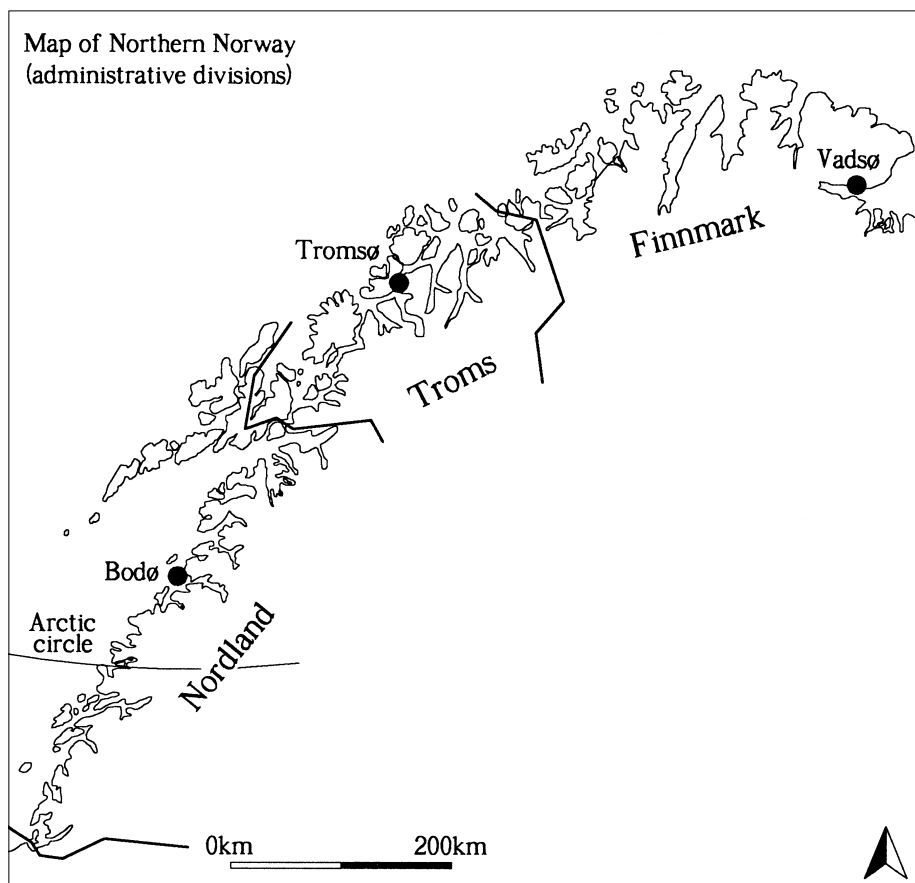 Map of Northern Norway
(administrative divisions)
Vadsø
Finnmark
Tromsø
Troms
Bodø
Arctic
circle
Nordland
0km 200km